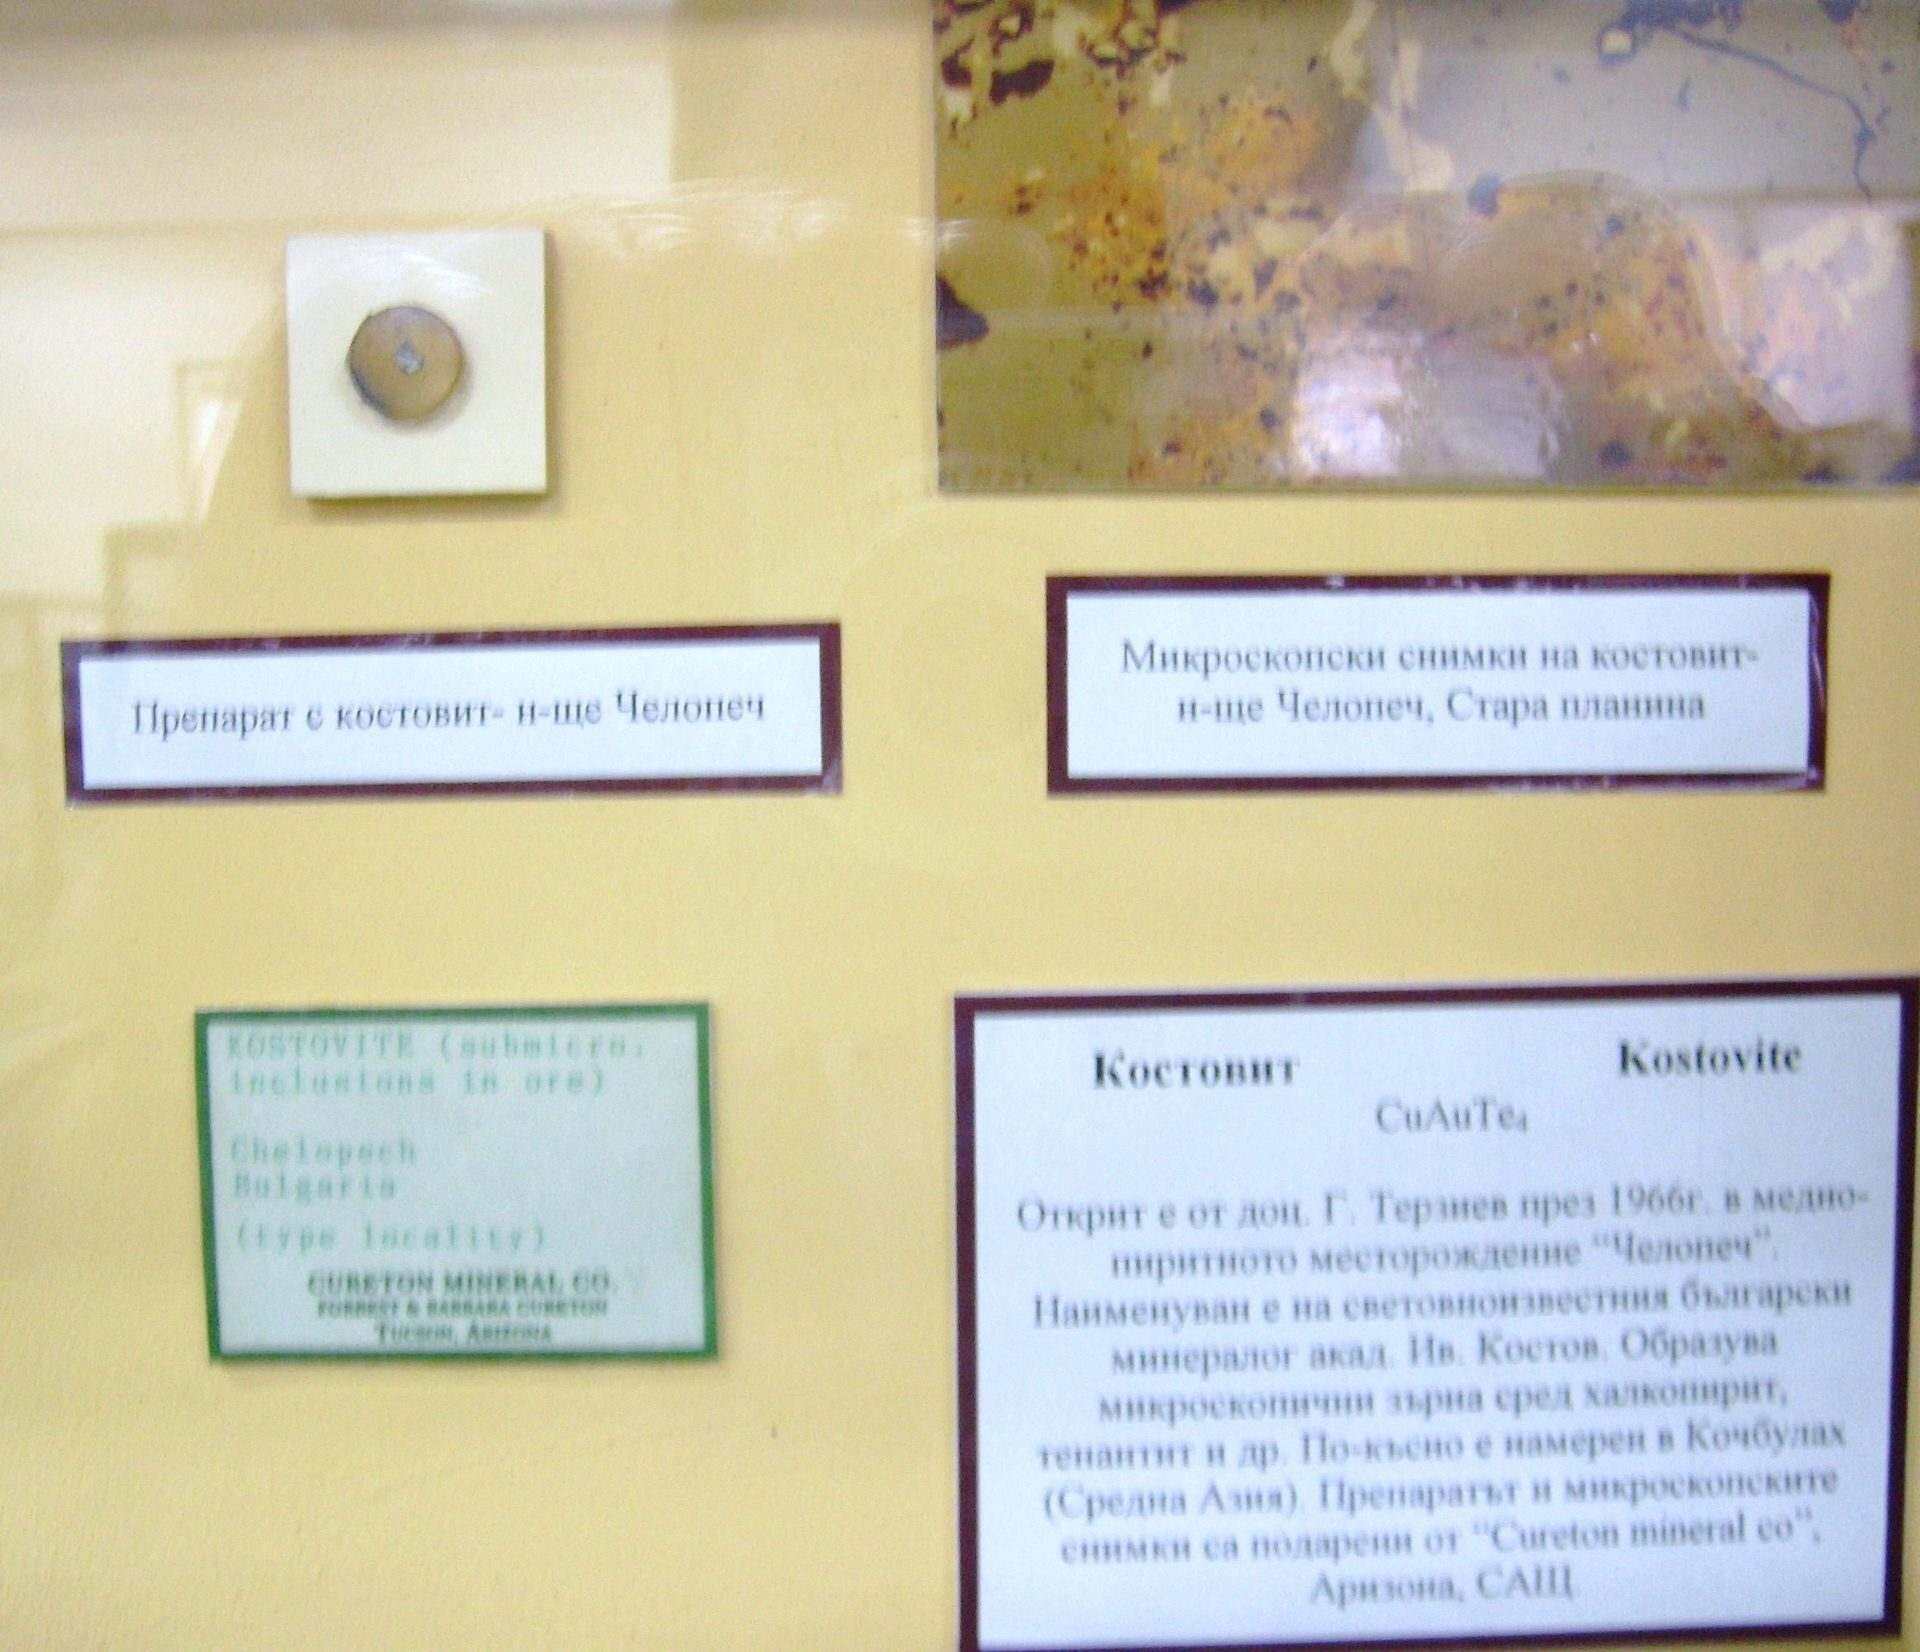 Препарат с костовит- н-ще Челопеч
Микроскопски снимки на костовит-
н-ще Челопеч, Стара планина
KOSTOVITE (submicro.
inclusions in ore)
Chelopech
Bulgaria
(type locality)
CURETON MINERAL CO.
FORREST & BARBARA CURETON
TUCSON, ARIZONA
Костовит Kostovite
CuAuTe₄
Открит е от доц. Г. Терзиев през 1966г. в медно-
пиритното месторождение "Челопеч".
Наименуван е на световноизвестния български
минералог акад. Ив. Костов. Образува
микроскопични зърна сред халкопирит,
тенантит и др. По-късно е намерен в Кочбулах
(Средна Азия). Препаратът и микроскопските
снимки са подарени от "Cureton mineral co",
Аризона, САЩ